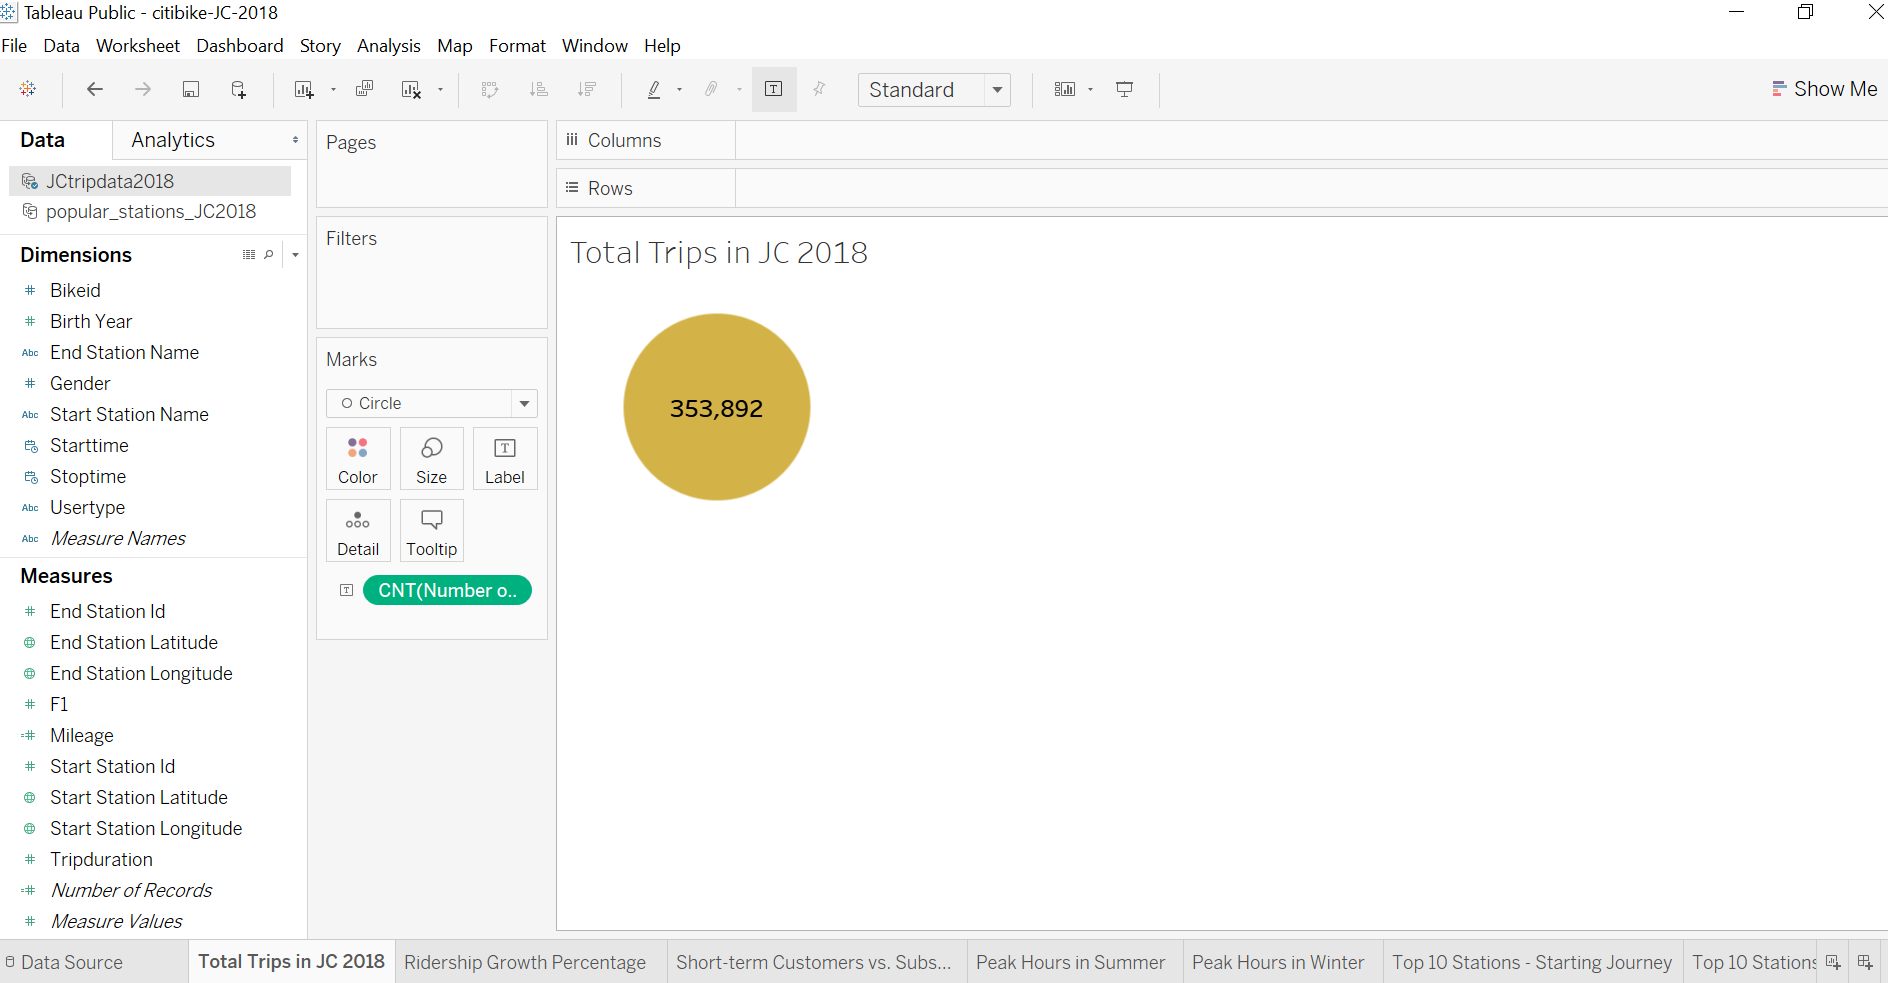 Tableau Public - citibike-JC-2018
File Data Worksheet Dashboard Story Analysis Map Format Window Help
Standard
Show Me
Data Analytics
JCtripdata2018
popular_stations_JC2018
Dimensions
# Bikeid
# Birth Year
Abc End Station Name
# Gender
Abc Start Station Name
Starttime
Stoptime
Abc Usertype
Abc Measure Names
Measures
# End Station Id
End Station Latitude
End Station Longitude
# F1
=# Mileage
# Start Station Id
Start Station Latitude
Start Station Longitude
# Tripduration
=# Number of Records
# Measure Values
Pages
Filters
Marks
Circle
Color Size T Label
Detail Tooltip
T CNT(Number o..
Columns
Rows
Total Trips in JC 2018
353,892
Data Source Total Trips in JC 2018 Ridership Growth Percentage Short-term Customers vs. Subs... Peak Hours in Summer Peak Hours in Winter Top 10 Stations - Starting Journey Top 10 Stations